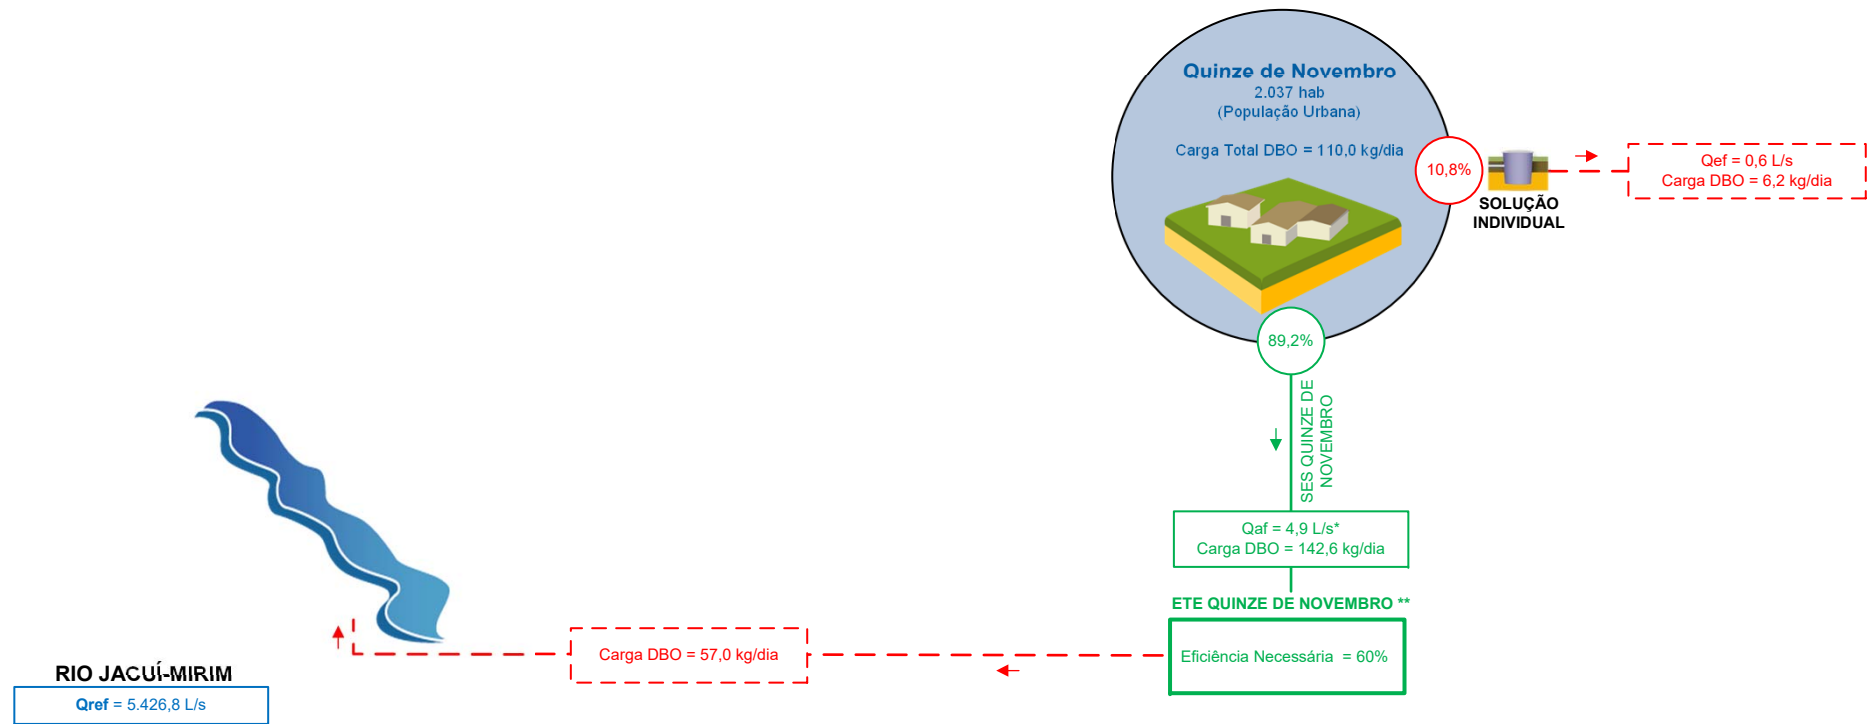 Quinze de Novembro
2.037 hab
(População Urbana)
Carga Total DBO = 110,0 kg/dia
10,8%
SOLUÇÃO
INDIVIDUAL
Qef = 0,6 L/s
Carga DBO = 6,2 kg/dia
89,2%
SES QUINZE DE
NOVEMBRO
Qaf = 4,9 L/s*
Carga DBO = 142,6 kg/dia
ETE QUINZE DE NOVEMBRO **
Eficiência Necessária = 60%
Carga DBO = 57,0 kg/dia
RIO JACUÍ-MIRIM
Qref = 5.426,8 L/s